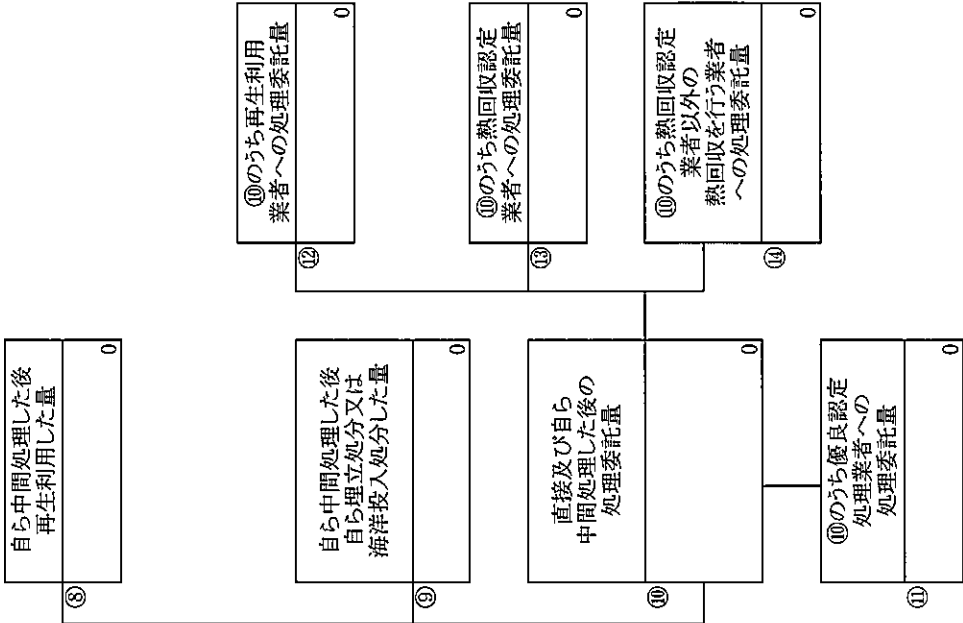 ⑧
自ら中間処理した後
再生利用した量
0
⑨
自ら中間処理した後
自ら埋立処分又は
海洋投入処分した量
0
⑩
直接及び自ら
中間処理した後の
処理委託量
0
⑪
⑩のうち優良認定
処理業者への
処理委託量
0
⑫
⑩のうち再生利用
業者への処理委託量
0
⑬
⑩のうち熱回収認定
業者への処理委託量
0
⑭
⑩のうち熱回収認定
業者以外の
熱回収を行う業者
への処理委託量
0